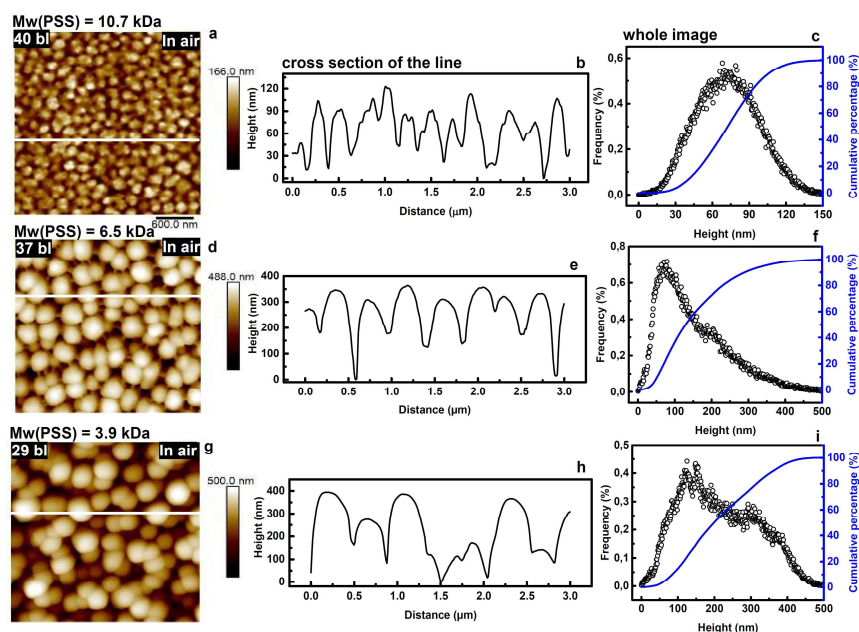 Mw(PSS) = 10.7 kDa
40 bl
In air
a
166.0 nm
600.0 nm
cross section of the line
b
Height (nm)
120
90
60
30
0
0.0 0.5 1.0 1.5 2.0 2.5 3.0
Distance (µm)
whole image
c
Frequency (%)
0,6
0,4
0,2
0,0
0 30 60 90 120 150
Height (nm)
100
80
60
40
20
0
Cumulative percentage (%)
Mw(PSS) = 6.5 kDa
37 bl
In air
d
488.0 nm
e
Height (nm)
400
300
200
100
0
0.0 0.5 1.0 1.5 2.0 2.5 3.0
Distance (µm)
f
Frequency (%)
0,8
0,6
0,4
0,2
0,0
0 100 200 300 400 500
Height (nm)
100
80
60
40
20
0
Cumulative percentage (%)
Mw(PSS) = 3.9 kDa
29 bl
In air
g
500.0 nm
h
Height (nm)
400
300
200
100
0
0.0 0.5 1.0 1.5 2.0 2.5 3.0
Distance (µm)
i
Frequency (%)
0,5
0,4
0,3
0,2
0,1
0,0
0 100 200 300 400 500
Height (nm)
100
80
60
40
20
0
Cumulative percentage (%)